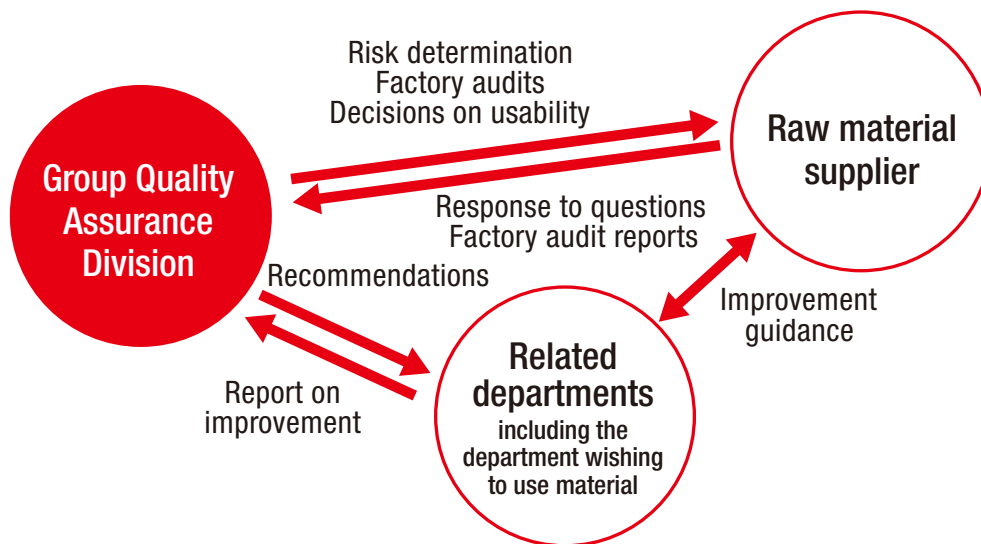 Risk determination
Factory audits
Decisions on usability
Raw material
supplier
Group Quality
Assurance
Division
Response to questions
Factory audit reports
Recommendations
Improvement
guidance
Related
departments
including the
department wishing
to use material
Report on
improvement